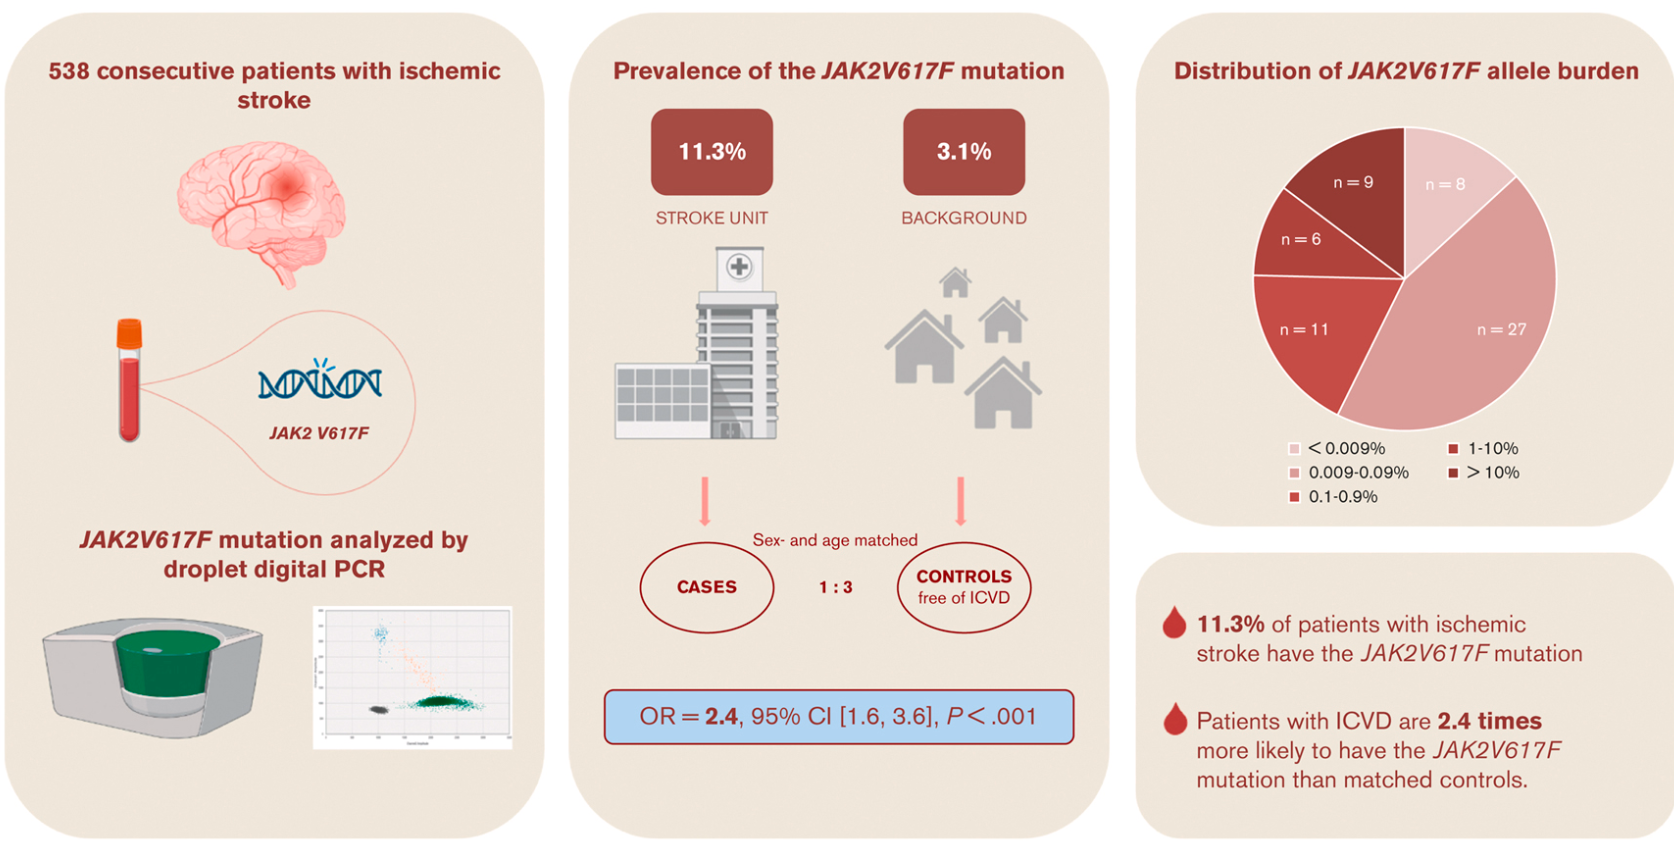 538 consecutive patients with ischemic
stroke
JAK2 V617F
JAK2V617F mutation analyzed by
droplet digital PCR
Prevalence of the JAK2V617F mutation
11.3%
3.1%
STROKE UNIT
BACKGROUND
Sex- and age matched
CASES
1 : 3
CONTROLS
free of ICVD
OR = 2.4, 95% CI [1.6, 3.6], P < .001
Distribution of JAK2V617F allele burden
n = 9
n = 8
n = 6
n = 11
n = 27
< 0.009%
1-10%
0.009-0.09%
> 10%
0.1-0.9%
11.3% of patients with ischemic
stroke have the JAK2V617F mutation
Patients with ICVD are 2.4 times
more likely to have the JAK2V617F
mutation than matched controls.